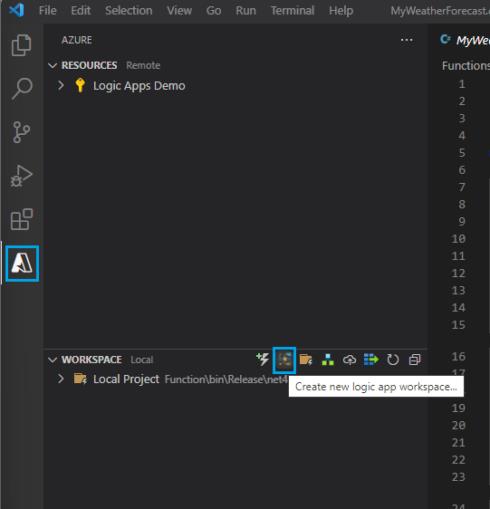 File Edit Selection View Go Run Terminal Help MyWeatherForecast.
AZURE
MyWe
RESOURCES Remote
Functions
Logic Apps Demo
1
2
3
4
5
6
7
8
9
10
11
12
13
14
15
16
17
18
19
20
21
22
23
24
WORKSPACE Local
Local Project Function\bin\Release\net4
Create new logic app workspace...